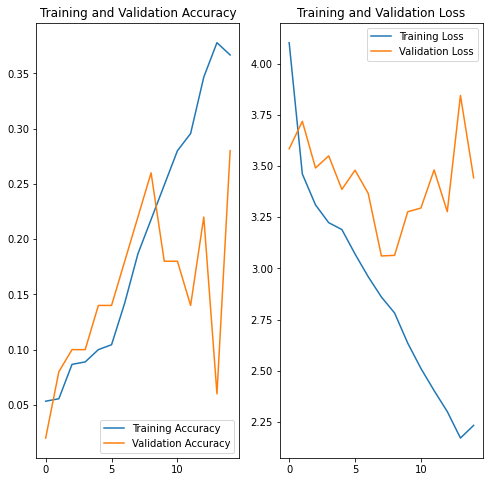 Training and Validation Accuracy
0.35
0.30
0.25
0.20
0.15
0.10
0.05
0 5 10
Training Accuracy
Validation Accuracy
Training and Validation Loss
4.00
3.75
3.50
3.25
3.00
2.75
2.50
2.25
0 5 10
Training Loss
Validation Loss